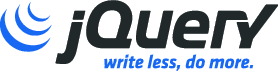 jQuery
write less, do more.